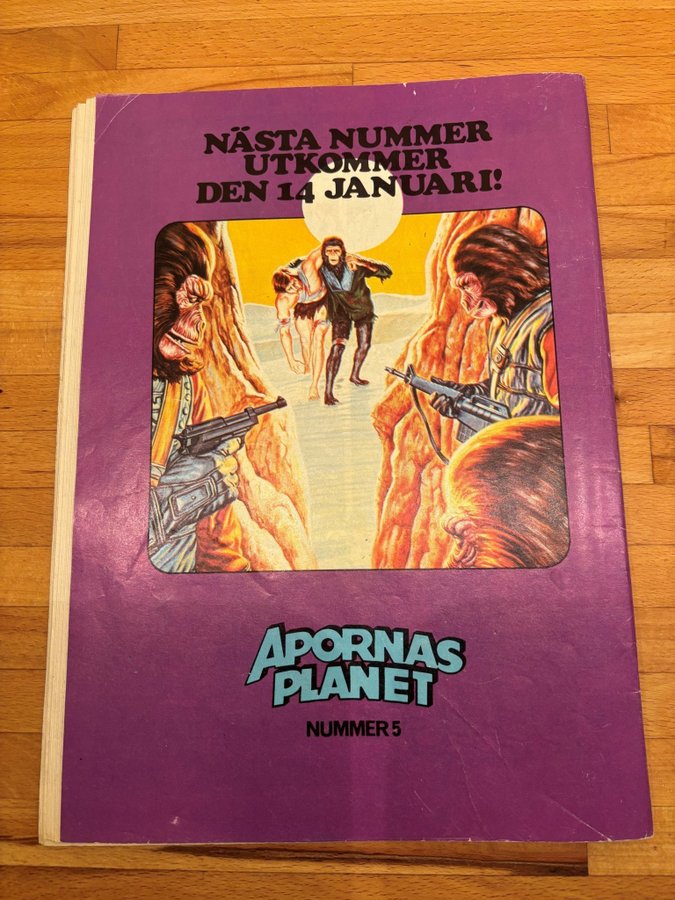 NÄSTA NUMMER
UTKOMMER
DEN 14 JANUARI!
APORNAS
PLANET
NUMMER 5